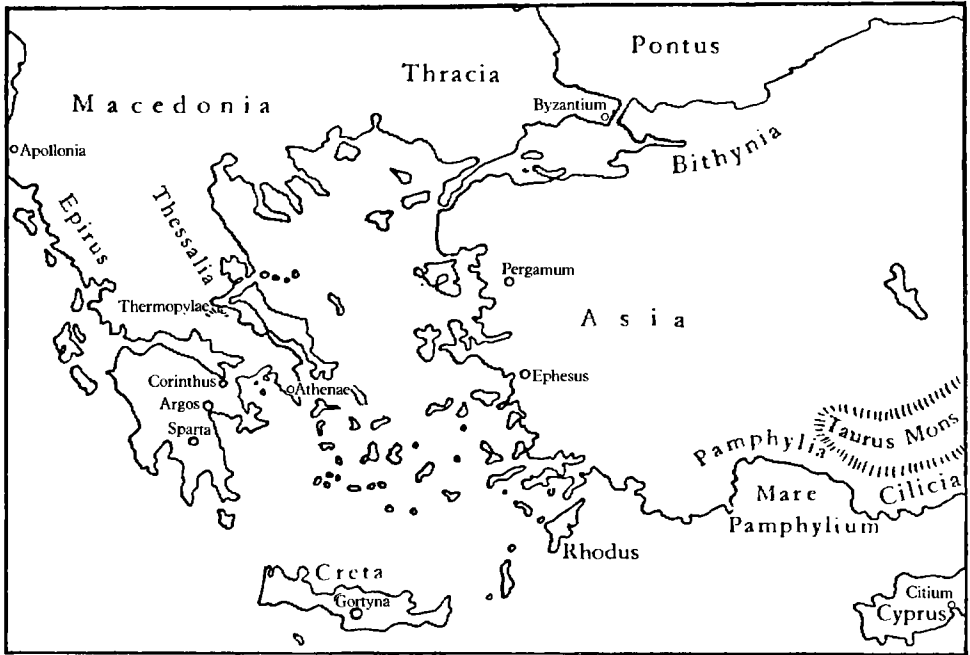 Pontus
Thracia
Macedonia
Byzantium
Apollonia
Bithynia
Epirus
Thessalia
Pergamum
Thermopylae
Asia
Corinthus
Ephesus
Athenae
Argos
Sparta
Taurus Mons
Pamphylia
Cilicia
Mare
Pamphylium
Rhodus
Creta
Gortyna
Citium
Cyprus